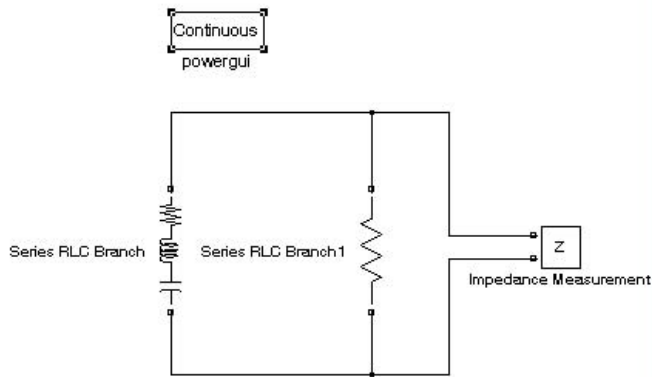 Continuous
powergui
Series RLC Branch
Series RLC Branch1
Z
Impedance Measurement